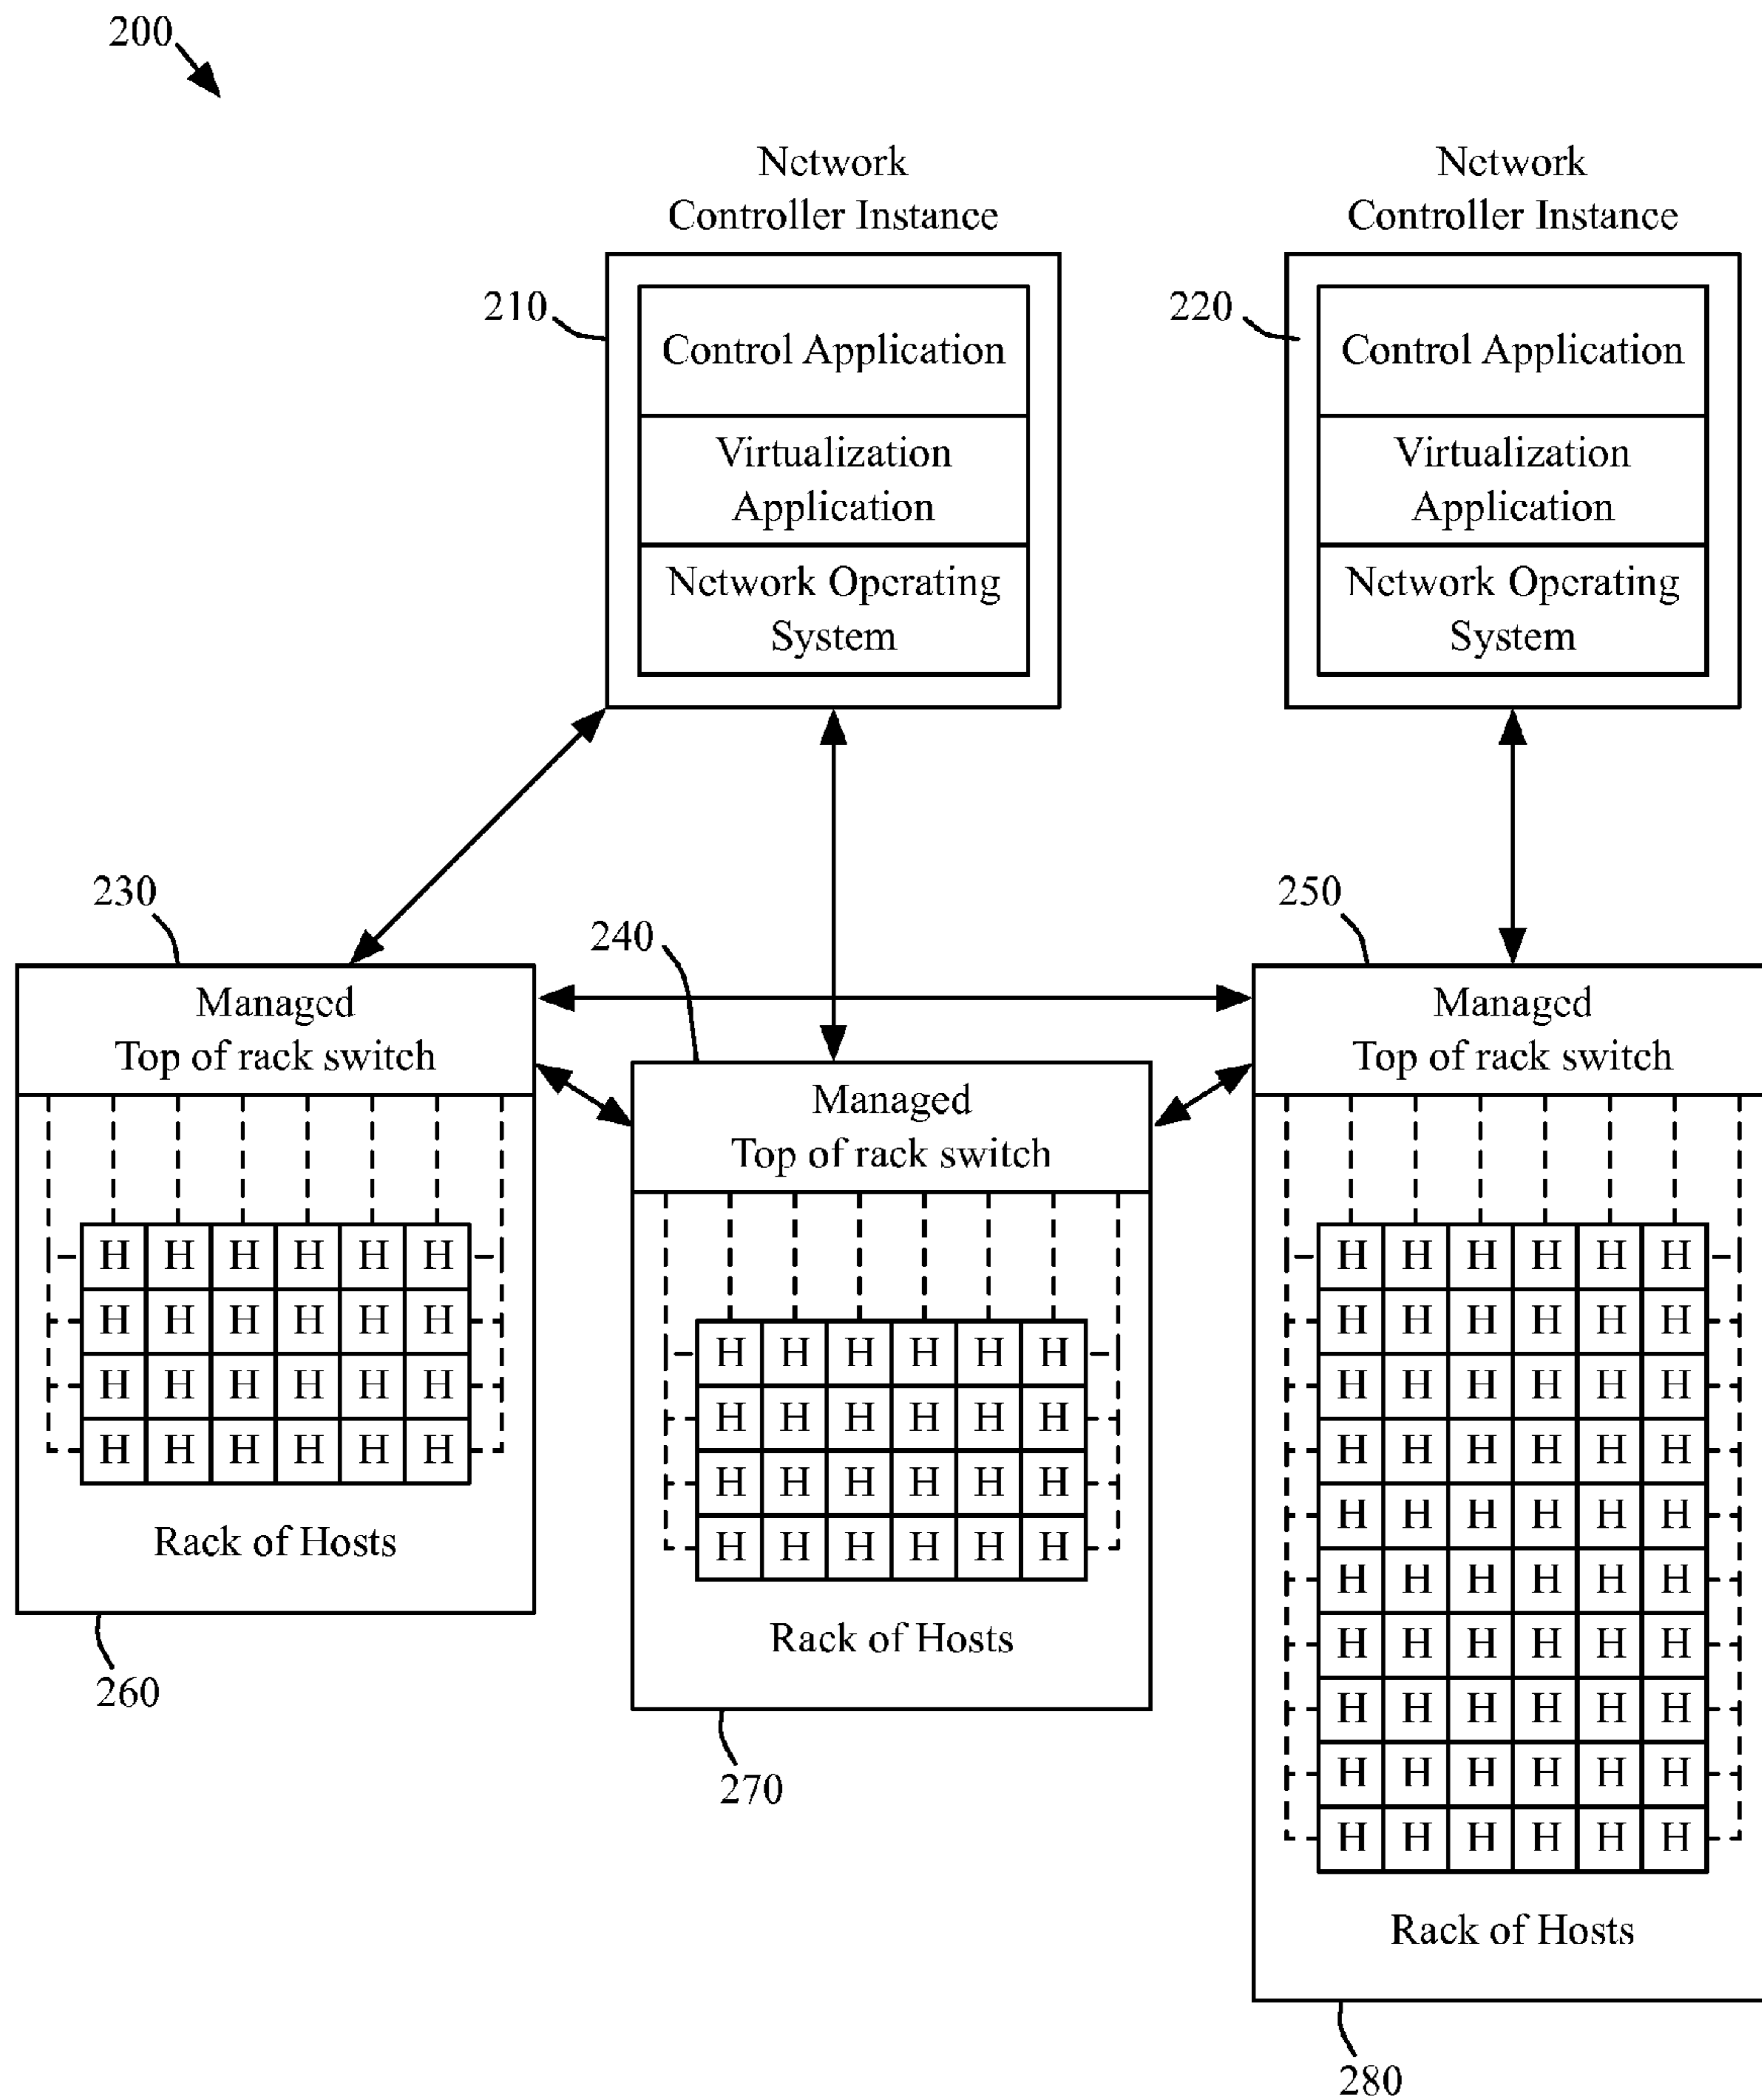 200
Network
Controller Instance
Network
Controller Instance
210
Control Application
Virtualization
Application
Network Operating
System
220
Control Application
Virtualization
Application
Network Operating
System
230
Managed
Top of rack switch
240
Managed
Top of rack switch
250
Managed
Top of rack switch
H H H H H H
H H H H H H
H H H H H H
H H H H H H
Rack of Hosts
260
H H H H H H
H H H H H H
H H H H H H
H H H H H H
Rack of Hosts
270
H H H H H H
H H H H H H
H H H H H H
H H H H H H
H H H H H H
H H H H H H
H H H H H H
H H H H H H
H H H H H H
H H H H H H
Rack of Hosts
280